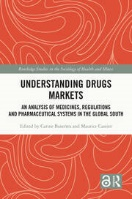 Routledge Studies in the Sociology of Health and Illness
UNDERSTANDING DRUGS
MARKETS
AN ANALYSIS OF MEDICINES, REGULATIONS
AND PHARMACEUTICAL SYSTEMS IN THE GLOBAL SOUTH
Edited by Carine Baxerres and Maurice Cassier